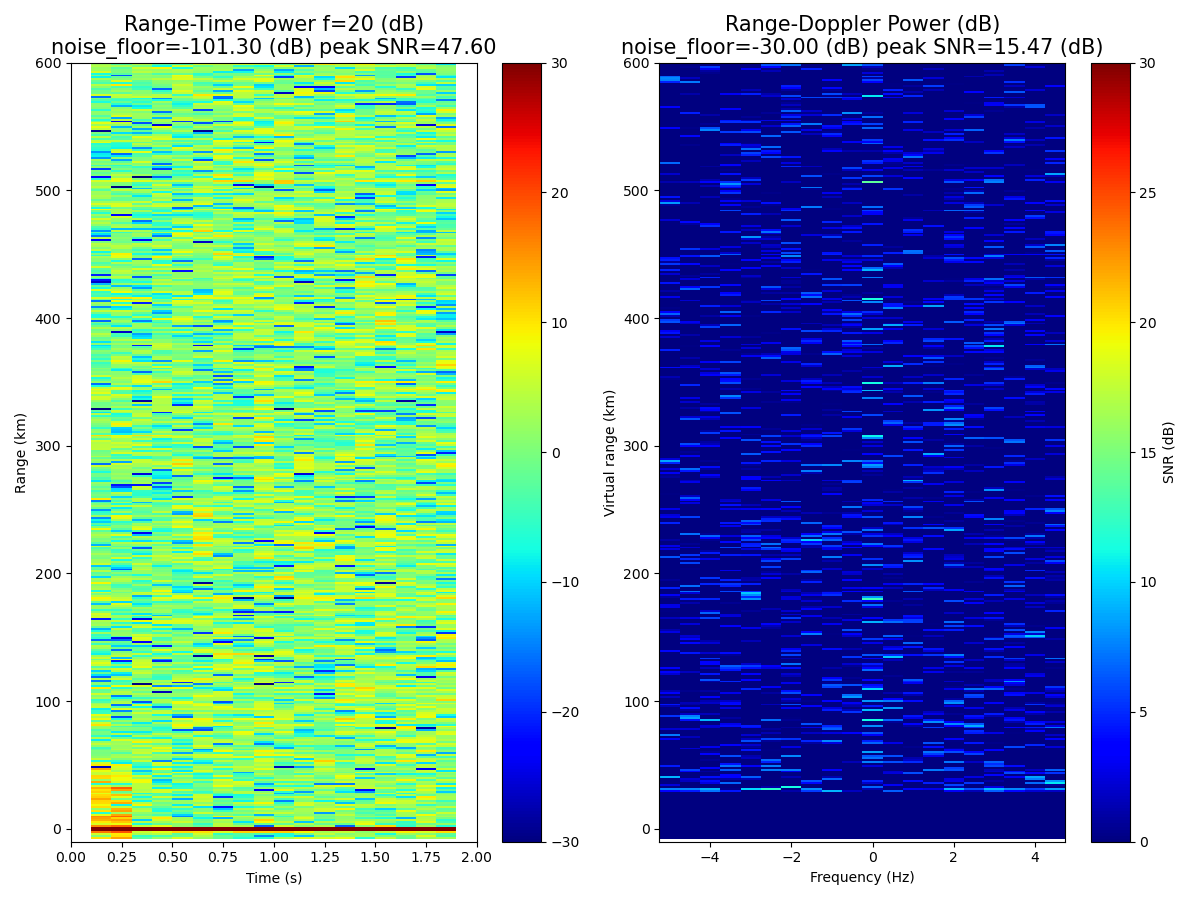 Range-Time Power f=20 (dB)
noise_floor=-101.30 (dB) peak SNR=47.60
600
500
400
300
200
100
0
Range (km)
0.00 0.25 0.50 0.75 1.00 1.25 1.50 1.75 2.00
Time (s)
30
20
10
0
−10
−20
−30
Range-Doppler Power (dB)
noise_floor=-30.00 (dB) peak SNR=15.47 (dB)
600
500
400
300
200
100
0
Virtual range (km)
−4 −2 0 2 4
Frequency (Hz)
30
25
20
15
10
5
0
SNR (dB)